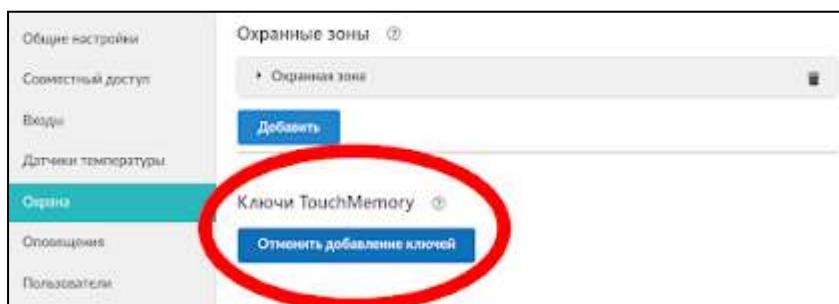 Общие настройки
Совместный доступ
Входы
Датчики температуры
Охрана
Оповещения
Пользователи
Охранные зоны
Охранная зона
Добавить
Ключи TouchMemory
Отменить добавление ключей